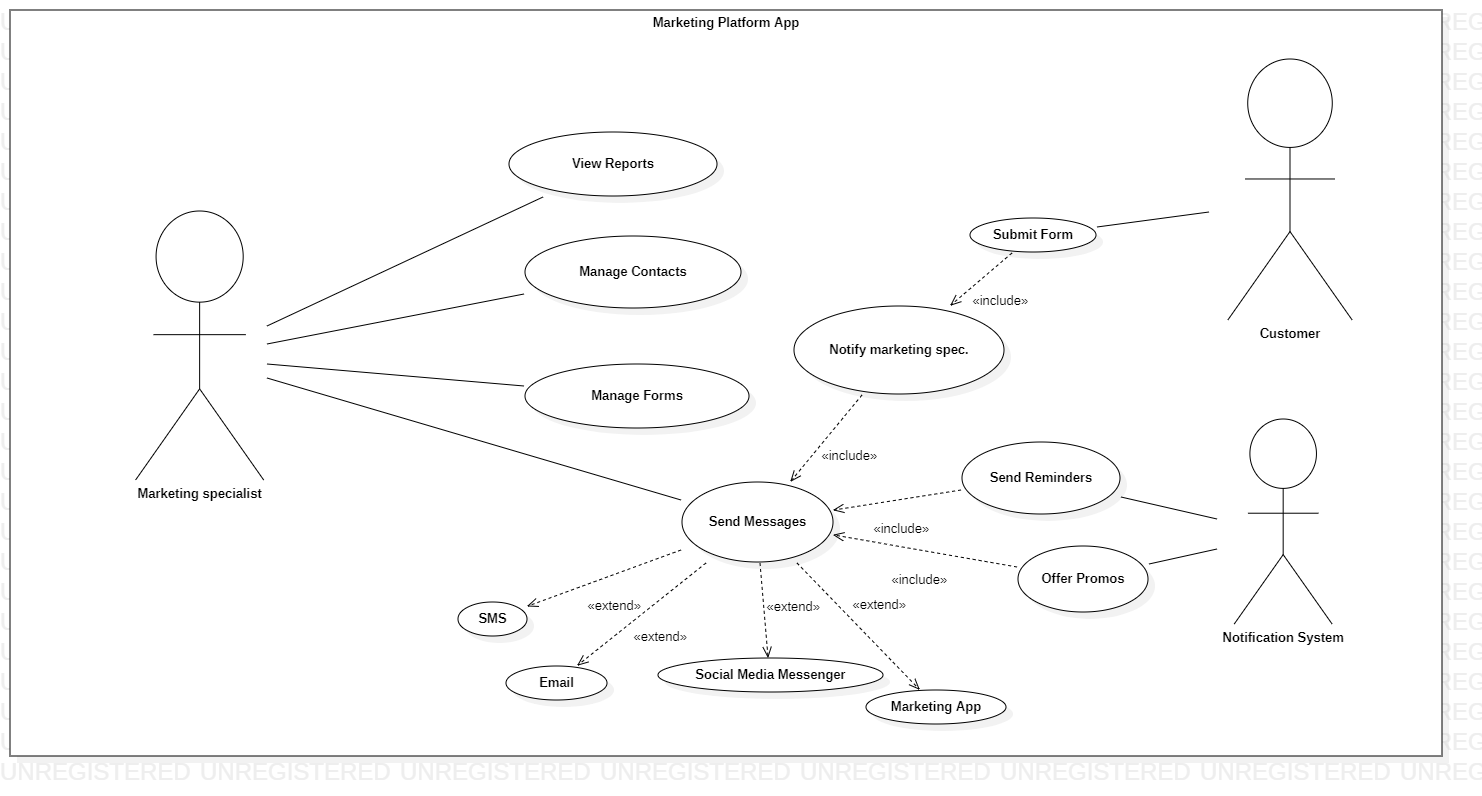 Marketing Platform App
View Reports
Submit Form
Manage Contacts
«include»
Customer
Notify marketing spec.
Manage Forms
«include»
Send Reminders
Marketing specialist
Send Messages
«include»
Offer Promos
«include»
«extend»
«extend»
«extend»
«extend»
SMS
Notification System
Email
Social Media Messenger
Marketing App
UNREGISTERED UNREGISTERED UNREGISTERED UNREGISTERED UNREGISTERED UNREGISTERED UNREGISTERED